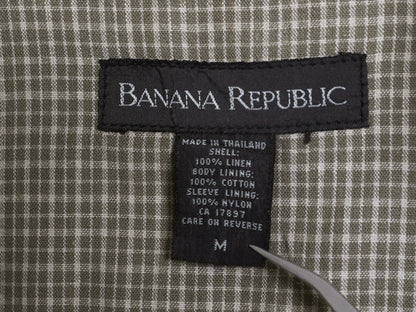 BANANA REPUBLIC
MADE IN THAILAND
SHELL:
100% LINEN
BODY LINING:
100% COTTON
SLEEVE LINING:
100% NYLON
CA 17897
CARE ON REVERSE
M